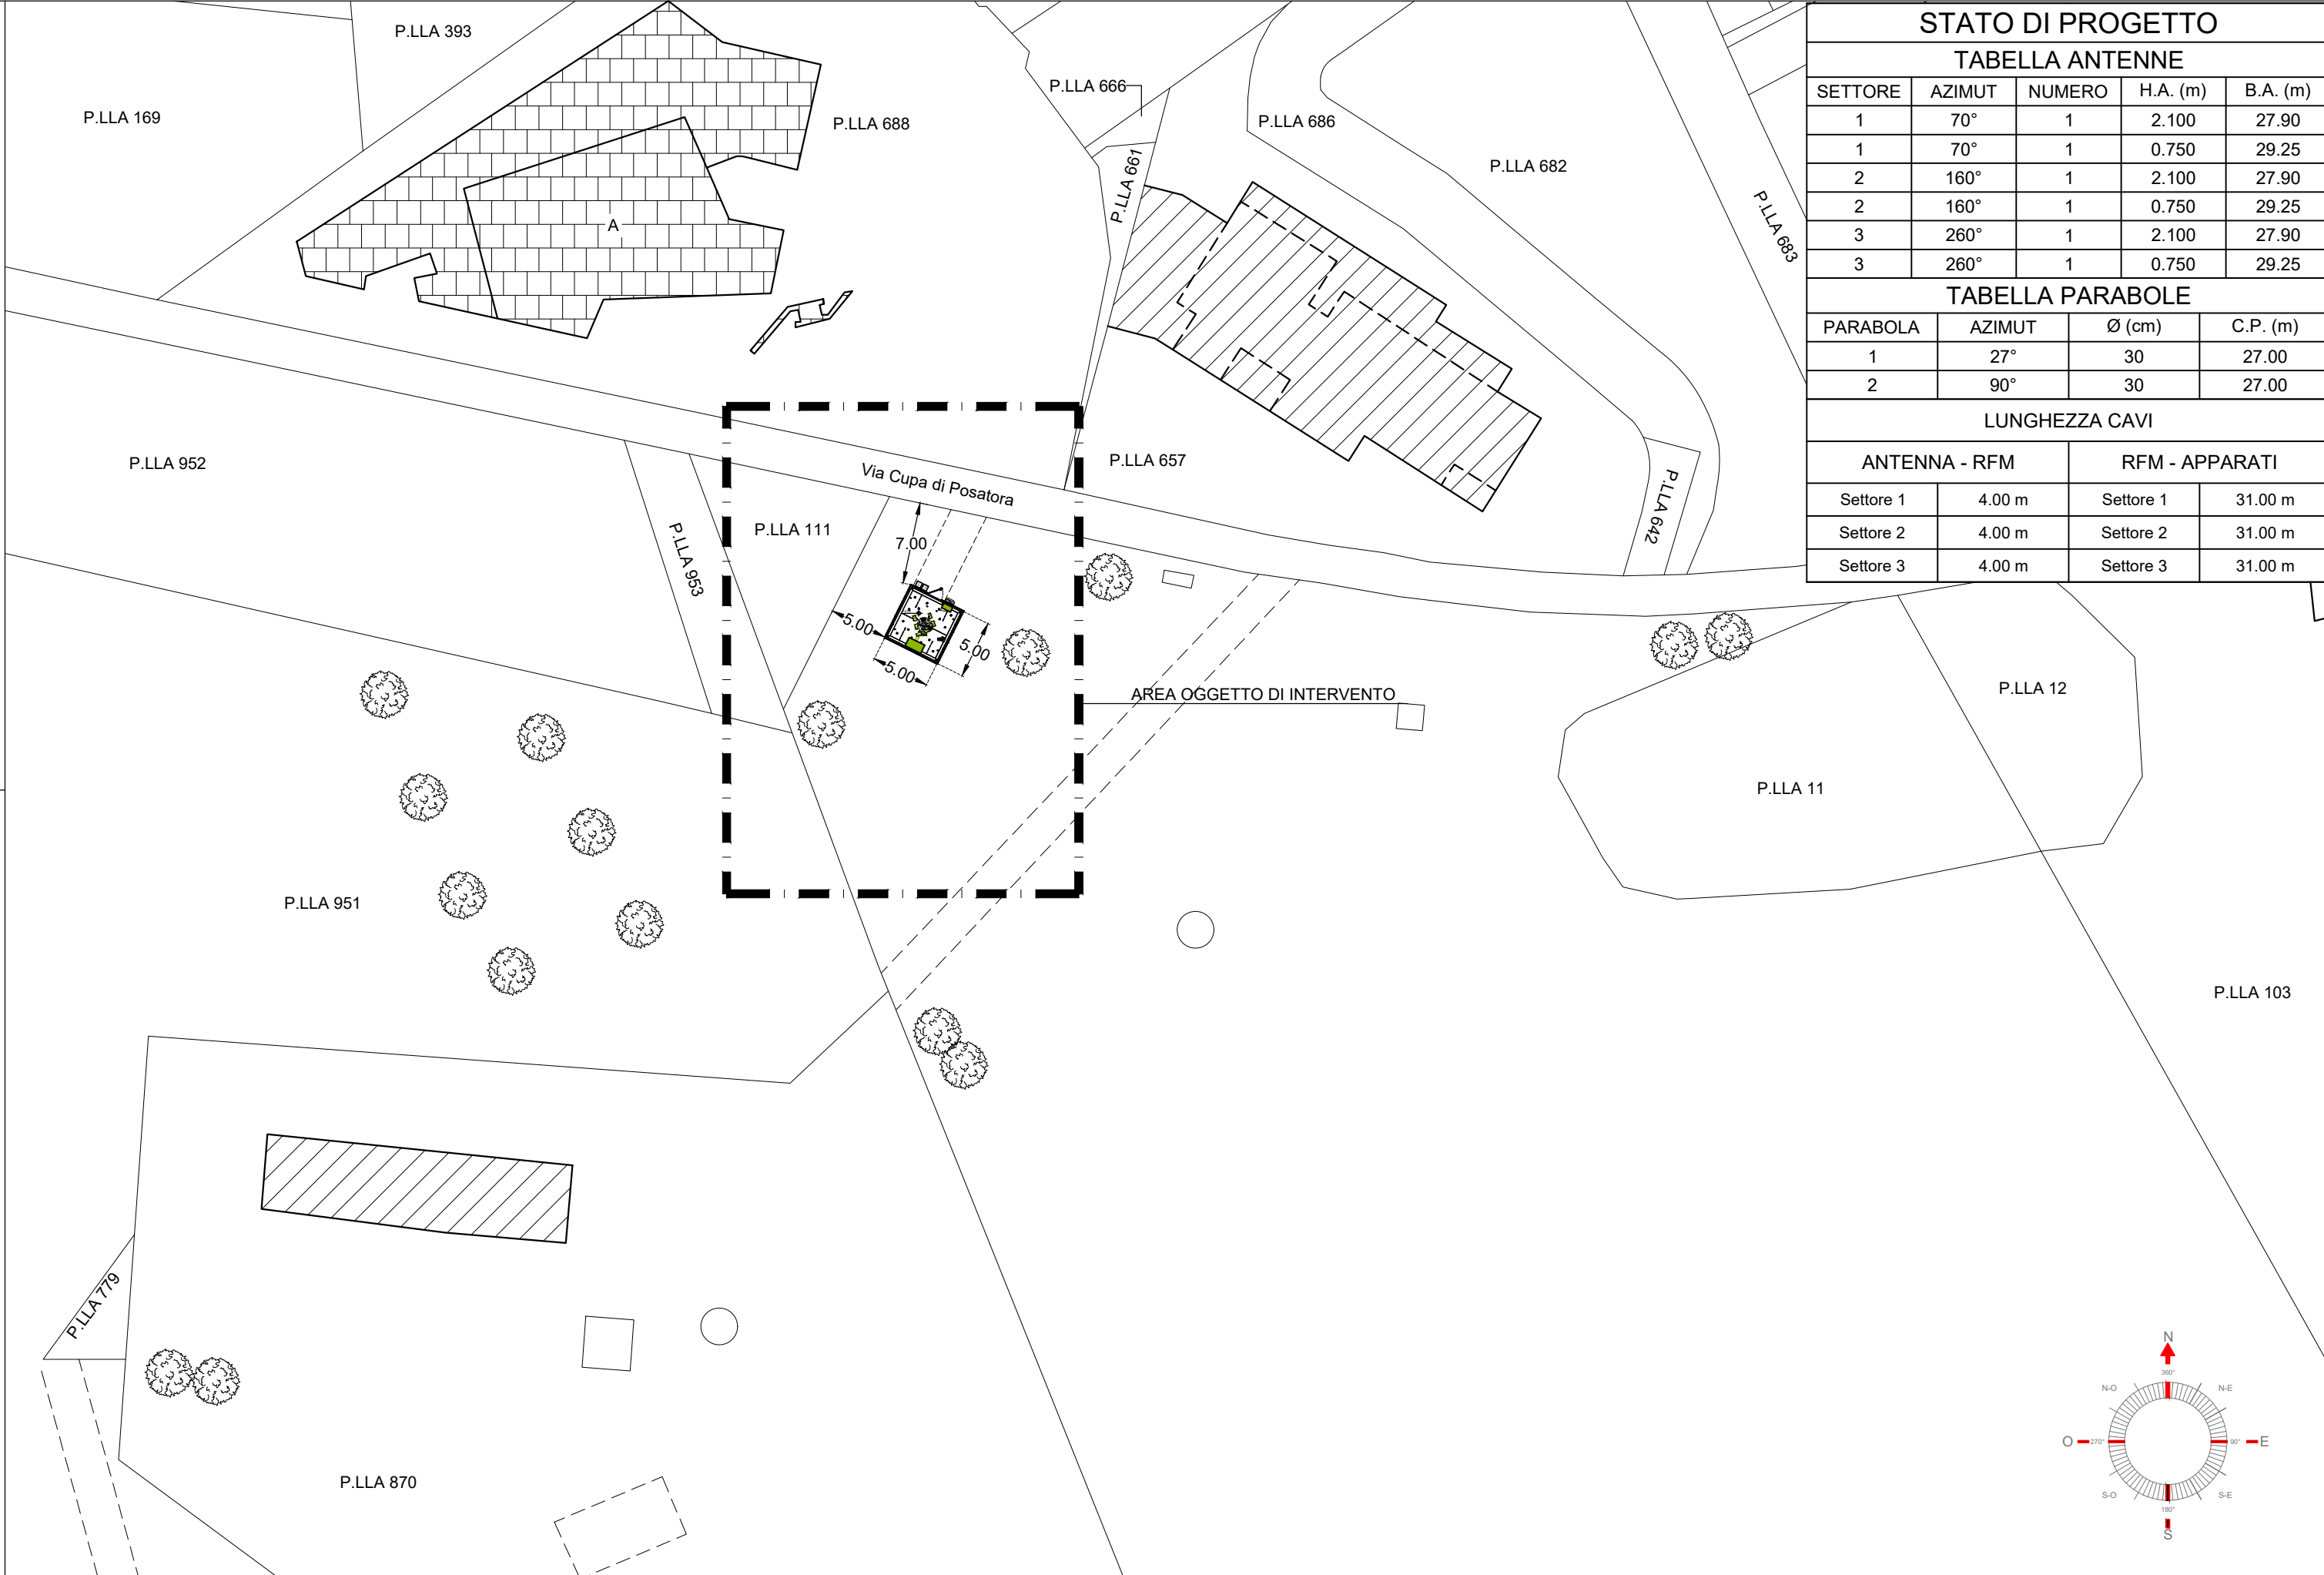 STATO DI PROGETTO
TABELLA ANTENNE
SETTORE AZIMUT NUMERO H.A. (m) B.A. (m)
1 70° 1 2.100 27.90
1 70° 1 0.750 29.25
2 160° 1 2.100 27.90
2 160° 1 0.750 29.25
3 260° 1 2.100 27.90
3 260° 1 0.750 29.25
TABELLA PARABOLE
PARABOLA AZIMUT Ø (cm) C.P. (m)
1 27° 30 27.00
2 90° 30 27.00
LUNGHEZZA CAVI
ANTENNA - RFM RFM - APPARATI
Settore 1 4.00 m Settore 1 31.00 m
Settore 2 4.00 m Settore 2 31.00 m
Settore 3 4.00 m Settore 3 31.00 m
P.LLA 393
P.LLA 169
P.LLA 688
A
P.LLA 666
P.LLA 661
P.LLA 686
P.LLA 682
P.LLA 683
P.LLA 952
P.LLA 953
P.LLA 111
Via Cupa di Posatora
P.LLA 657
P.LLA 642
7.00
5.00
5.00
5.00
AREA OGGETTO DI INTERVENTO
P.LLA 12
P.LLA 11
P.LLA 951
P.LLA 103
P.LLA 779
P.LLA 870
N
360°
N-O
N-E
O
270°
90°
E
S-O
S-E
180°
S